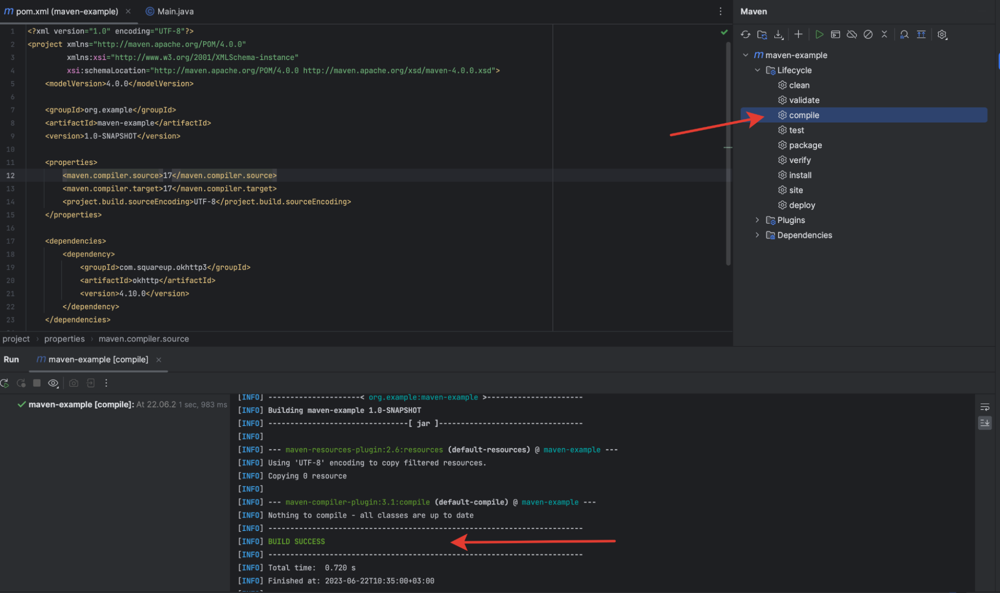 pom.xml (maven-example)
Main.java
Maven
1 <?xml version="1.0" encoding="UTF-8"?>
2 <project xmlns="http://maven.apache.org/POM/4.0.0"
3 xmlns:xsi="http://www.w3.org/2001/XMLSchema-instance"
4 xsi:schemaLocation="http://maven.apache.org/POM/4.0.0 http://maven.apache.org/xsd/maven-4.0.0.xsd">
5 <modelVersion>4.0.0</modelVersion>
6
7 <groupId>org.example</groupId>
8 <artifactId>maven-example</artifactId>
9 <version>1.0-SNAPSHOT</version>
10
11 <properties>
12 <maven.compiler.source>17</maven.compiler.source>
13 <maven.compiler.target>17</maven.compiler.target>
14 <project.build.sourceEncoding>UTF-8</project.build.sourceEncoding>
15 </properties>
16
17 <dependencies>
18 <dependency>
19 <groupId>com.squareup.okhttp3</groupId>
20 <artifactId>okhttp</artifactId>
21 <version>4.10.0</version>
22 </dependency>
23 </dependencies>
maven-example
Lifecycle
clean
validate
compile
test
package
verify
install
site
deploy
Plugins
Dependencies
project › properties › maven.compiler.source
Run
maven-example [compile]
maven-example [compile]: At 22.06.2 1 sec, 983 ms
[INFO] ---------------------< org.example:maven-example >----------------------
[INFO] Building maven-example 1.0-SNAPSHOT
[INFO] --------------------------------[ jar ]---------------------------------
[INFO]
[INFO] --- maven-resources-plugin:2.6:resources (default-resources) @ maven-example ---
[INFO] Using 'UTF-8' encoding to copy filtered resources.
[INFO] Copying 0 resource
[INFO]
[INFO] --- maven-compiler-plugin:3.1:compile (default-compile) @ maven-example ---
[INFO] Nothing to compile - all classes are up to date
[INFO] ------------------------------------------------------------------------
[INFO] BUILD SUCCESS
[INFO] ------------------------------------------------------------------------
[INFO] Total time:  0.720 s
[INFO] Finished at: 2023-06-22T10:35:00+03:00